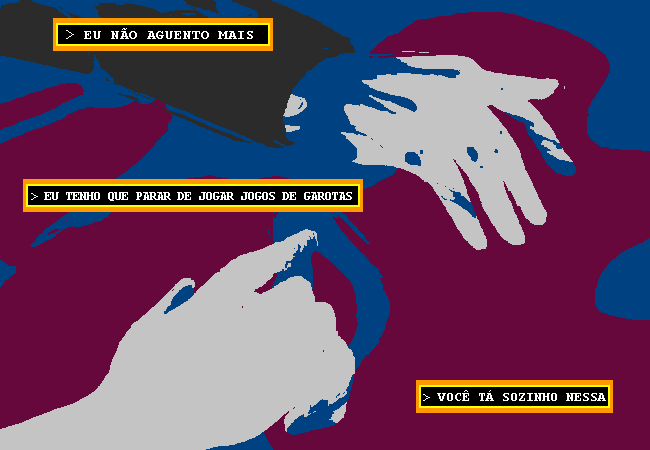 > EU NÃO AGUENTO MAIS
> EU TENHO QUE PARAR DE JOGAR JOGOS DE GAROTAS
> VOCÊ TÁ SOZINHO NESSA